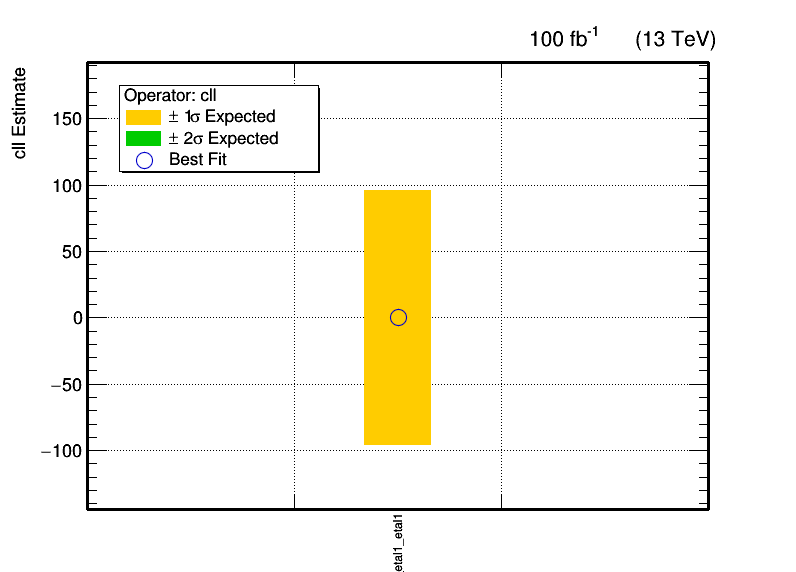 100 fb-1 (13 TeV)
cll Estimate
Operator: cll
± 1σ Expected
± 2σ Expected
Best Fit
150
100
50
0
−50
−100
_etal1_etal1